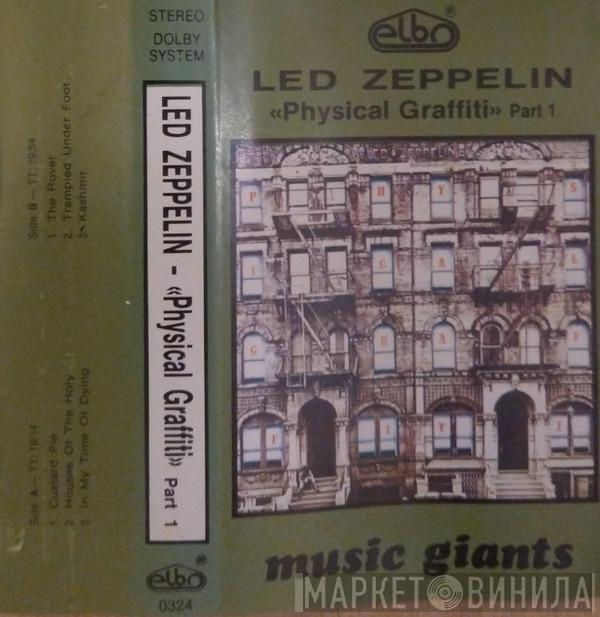 Side B – TT: 19:54
1. The Rover
2. Trampled Under Foot
3. Kashmir
Side A – TT: 19:14
1. Custard Pie
2. Houses Of The Holy
3. In My Time Of Dying
STEREO
DOLBY
SYSTEM
LED ZEPPELIN - «Physical Graffiti» Part 1
elbo®
0324
elbo®
LED ZEPPELIN
«Physical Graffiti» Part 1
LED ZEPPELIN
P H Y S
I C A L
G R A F
F I T I
music giants
МАРКЕТ ВИНИЛА